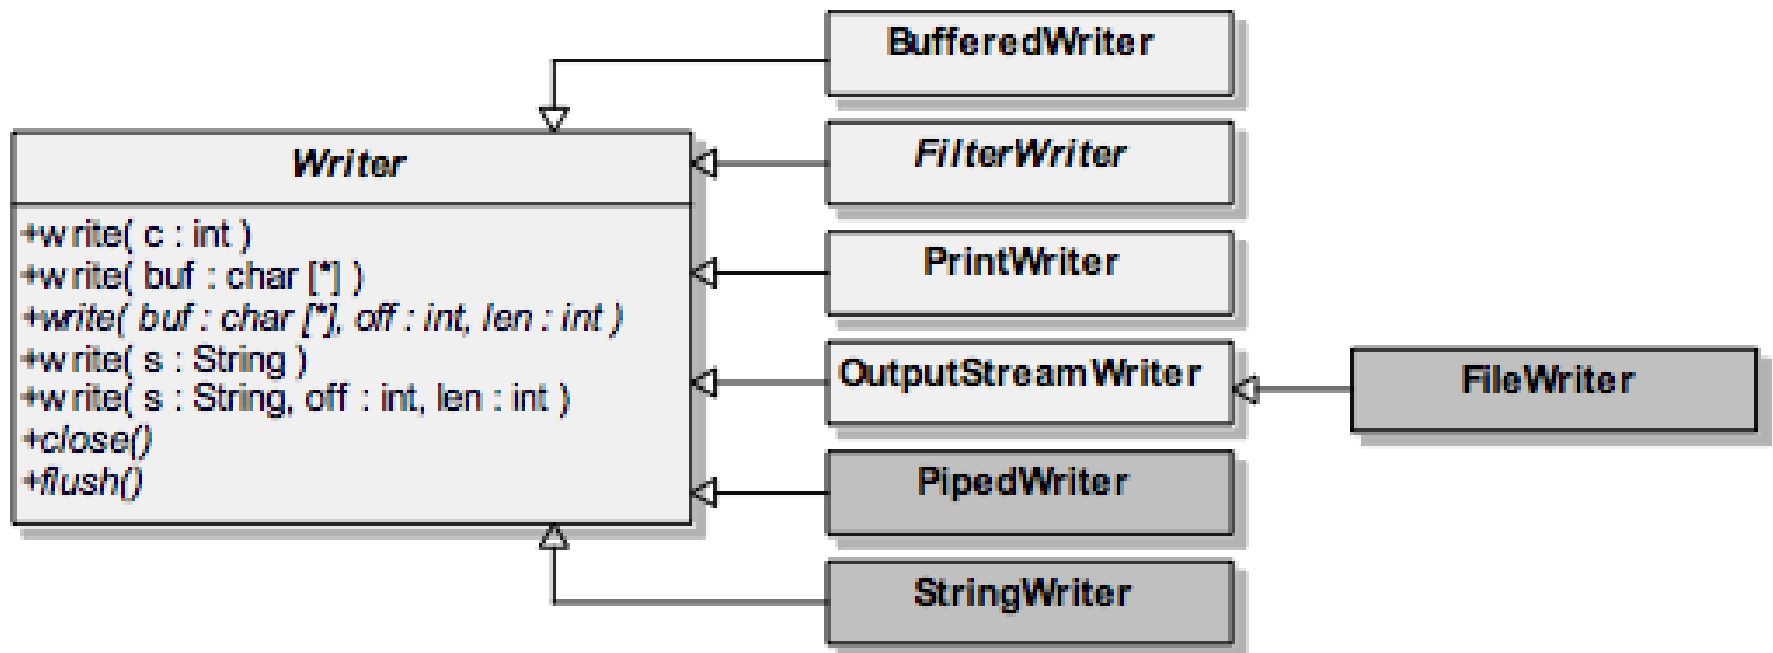 BufferedWriter
Writer
FilterWriter
+write( c : int )
+write( buf : char [*] )
+write( buf : char [*], off : int, len : int )
+write( s : String )
+write( s : String, off : int, len : int )
+close()
+flush()
PrintWriter
OutputStreamWriter
FileWriter
PipedWriter
StringWriter